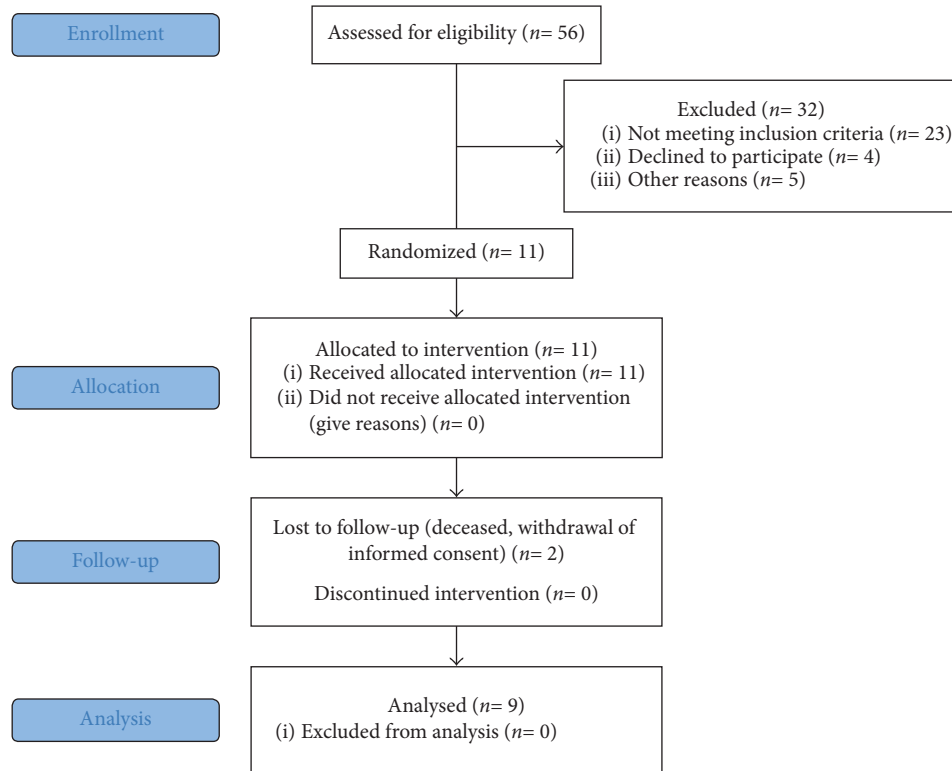 Enrollment
Assessed for eligibility (n= 56)
Excluded (n= 32)
(i) Not meeting inclusion criteria (n= 23)
(ii) Declined to participate (n= 4)
(iii) Other reasons (n= 5)
Randomized (n= 11)
Allocation
Allocated to intervention (n= 11)
(i) Received allocated intervention (n= 11)
(ii) Did not receive allocated intervention
(give reasons) (n= 0)
Follow-up
Lost to follow-up (deceased, withdrawal of
informed consent) (n= 2)
Discontinued intervention (n= 0)
Analysis
Analysed (n= 9)
(i) Excluded from analysis (n= 0)